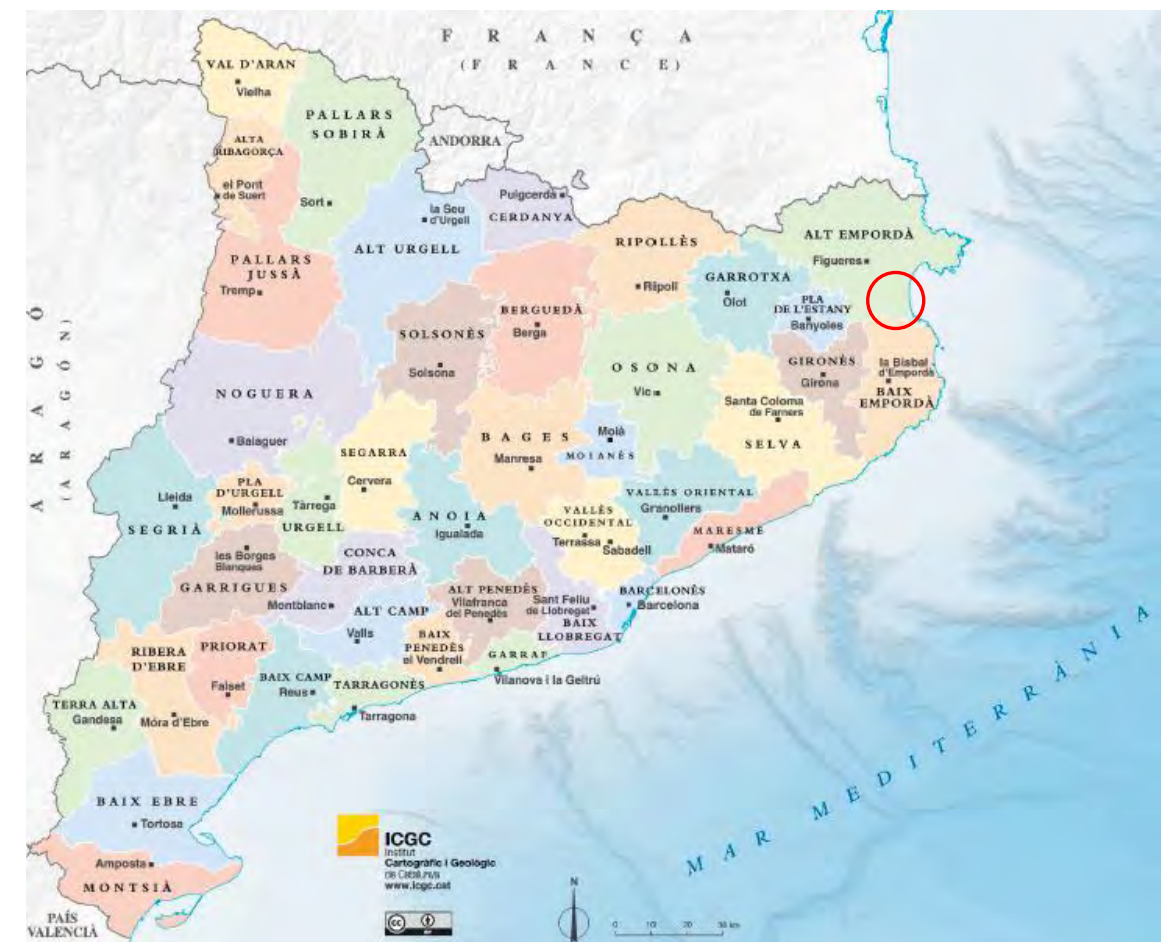 F R A N Ç A
(F R A N C E)
VAL D'ARAN
Vielha
PALLARS
SOBIRÀ
Sort
ALTA
RIBAGORÇA
el Pont
de Suert
ANDORRA
Puigcerdà
CERDANYA
la Seu
d'Urgell
ALT URGELL
RIPOLLÈS
Ripoll
ALT EMPORDÀ
Figueres
GARROTXA
Olot
PLA
DE L'ESTANY
Banyoles
PALLARS
JUSSÀ
Tremp
BERGUEDÀ
Berga
SOLSONÈS
Solsona
GIRONÈS
Girona
la Bisbal
d'Empordà
BAIX
EMPORDÀ
OSONA
Vic
NOGUERA
Balaguer
Santa Coloma
de Farners
SELVA
BAGES
Manresa
Moià
MOIANÈS
SEGARRA
Cervera
PLA
D'URGELL
Mollerussa
Tàrrega
URGELL
Lleida
SEGRIÀ
ANOIA
Igualada
VALLÈS ORIENTAL
Granollers
VALLÈS
OCCIDENTAL
Terrassa
Sabadell
MARESME
Mataró
les Borges
Blanques
GARRIGUES
CONCA
DE BARBERÀ
Montblanc
ALT PENEDÈS
Vilafranca
del Penedès
Sant Feliu
de Llobregat
BAIX
LLOBREGAT
BARCELONÈS
Barcelona
ALT CAMP
Valls
BAIX
PENEDÈS
el Vendrell
GARRAF
Vilanova i la Geltrú
RIBERA
D'EBRE
Móra d'Ebre
PRIORAT
Falset
BAIX CAMP
Reus
TARRAGONÈS
Tarragona
TERRA ALTA
Gandesa
BAIX EBRE
Tortosa
Amposta
MONTSIÀ
PAÍS
VALENCIÀ
A R A G Ó
(A R A G Ó N)
MAR MEDITERRÀNIA
ICGC
Institut
Cartogràfic i Geològic
de Catalunya
www.icgc.cat
cc
BY
N
0 10 20 30 km